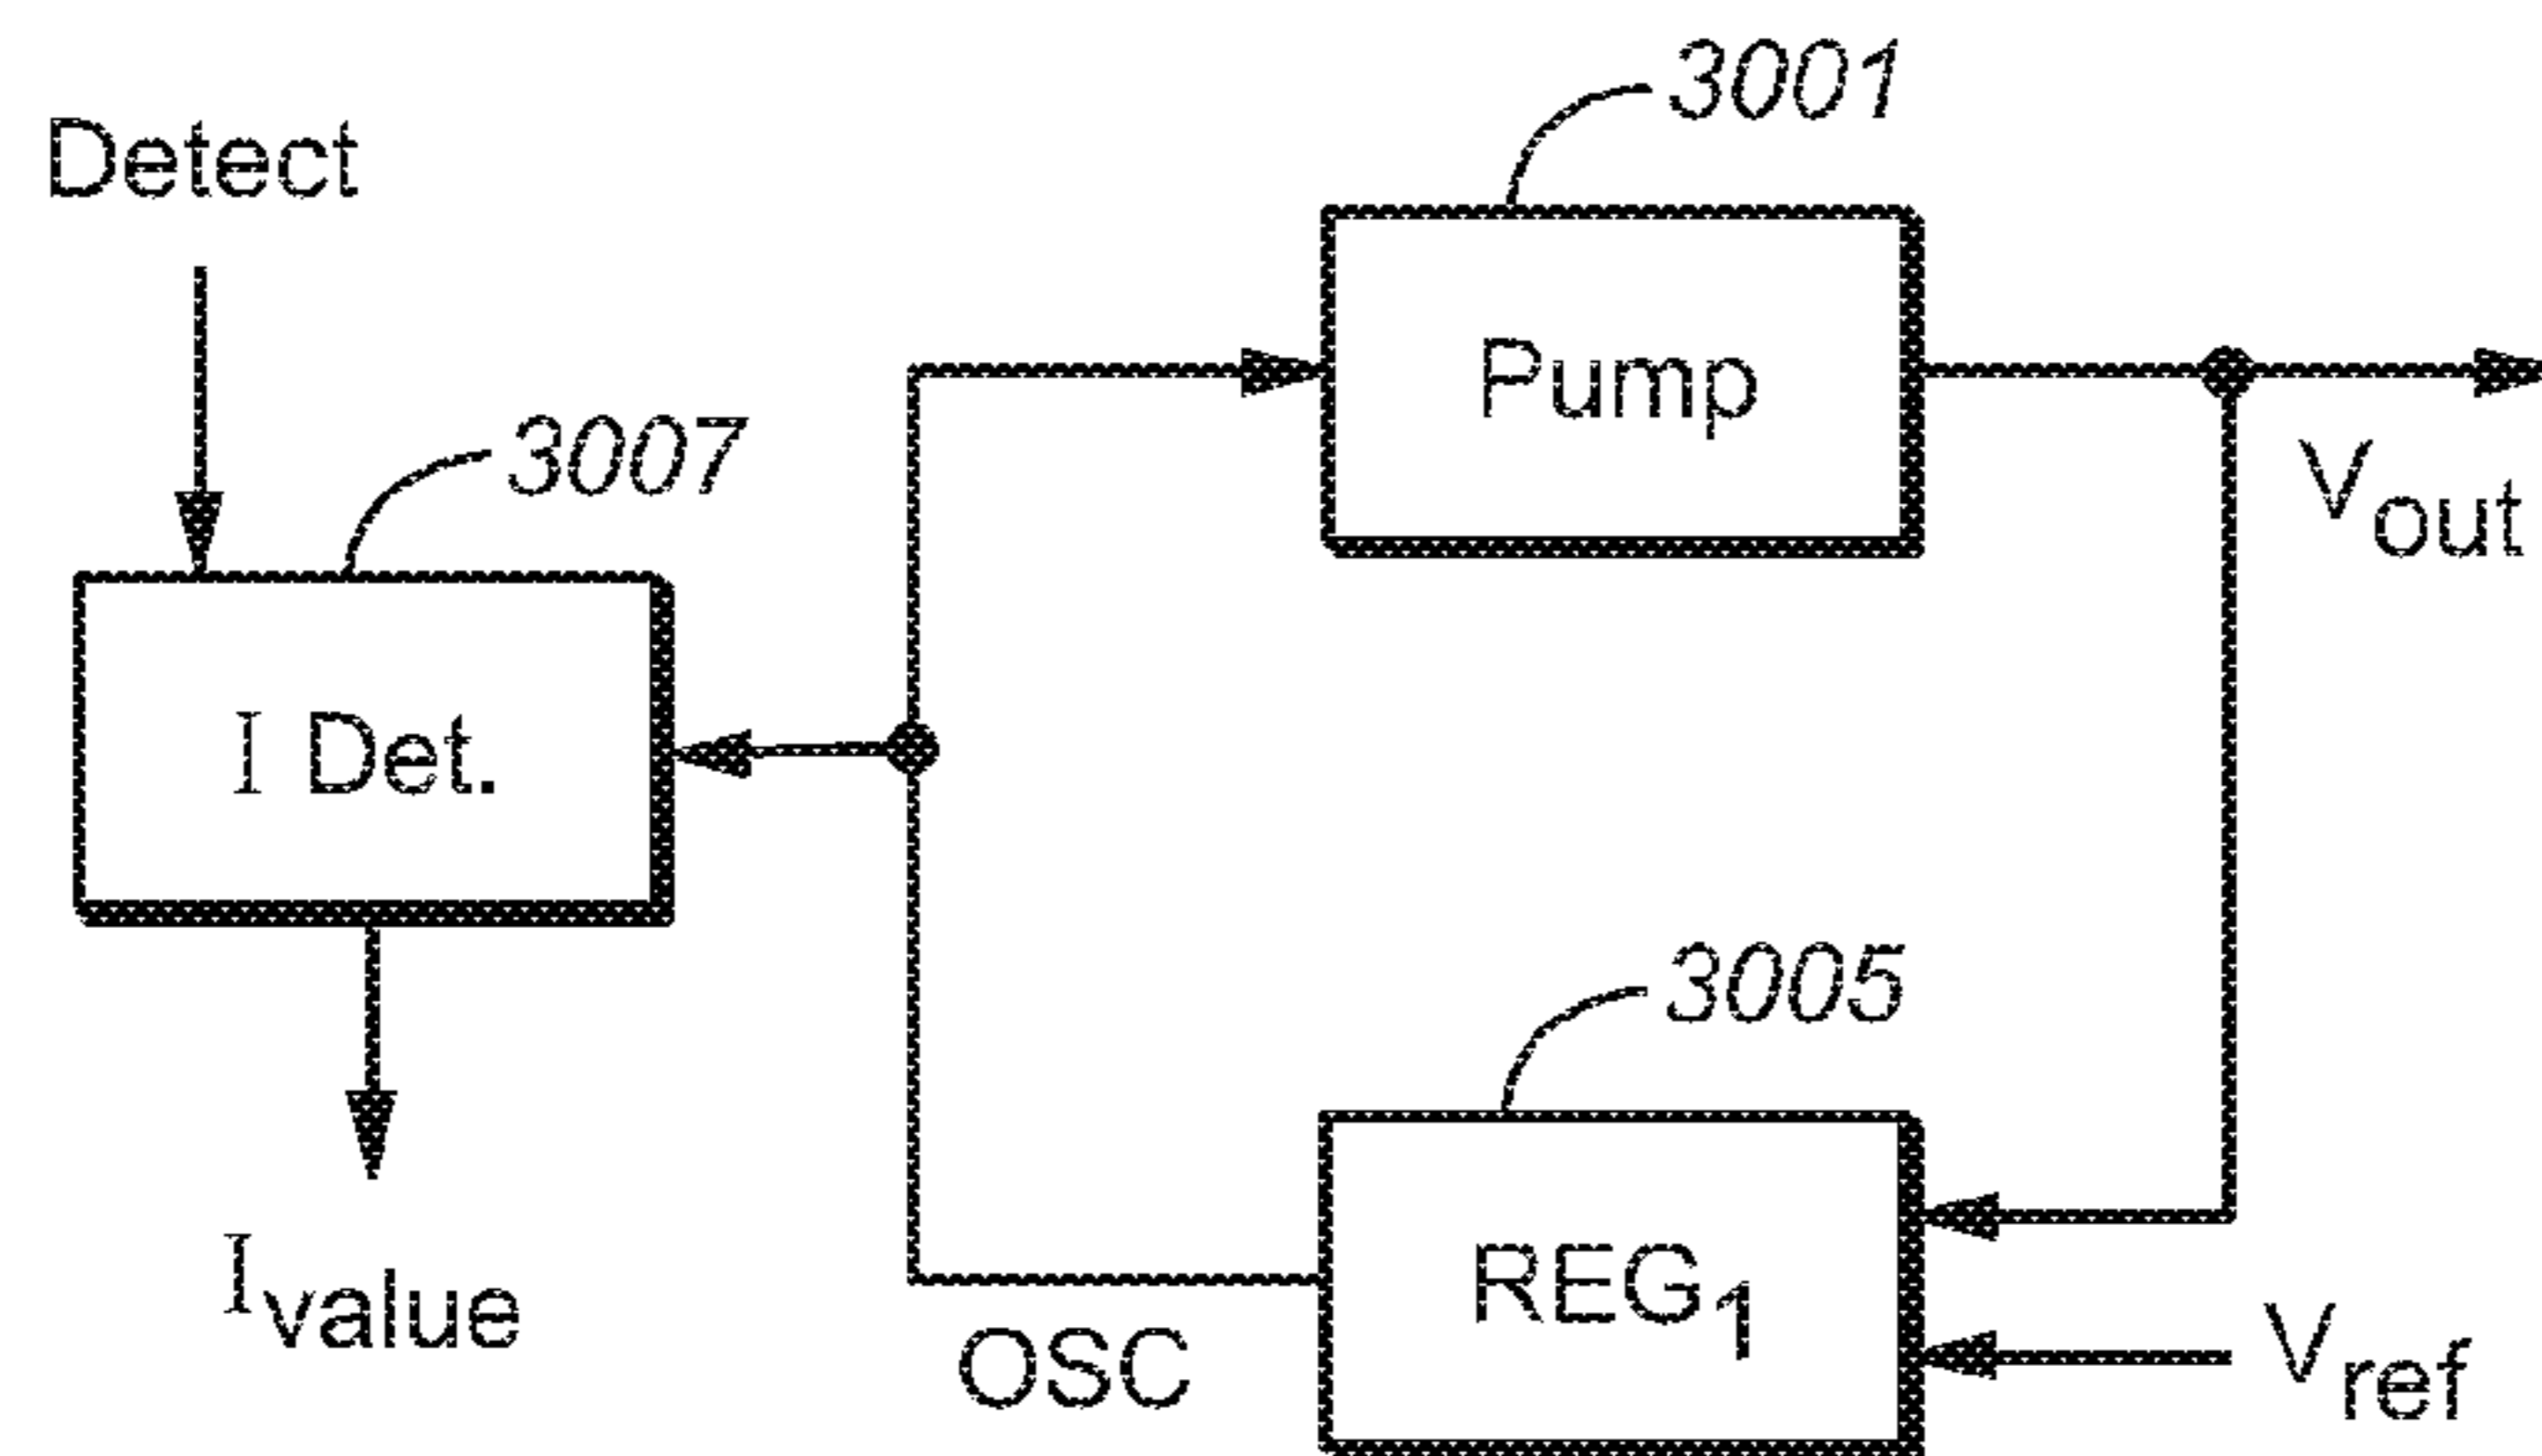 3001
Detect
Pump
3007
Vout
I Det.
3005
REG1
Ivalue
OSC
Vref